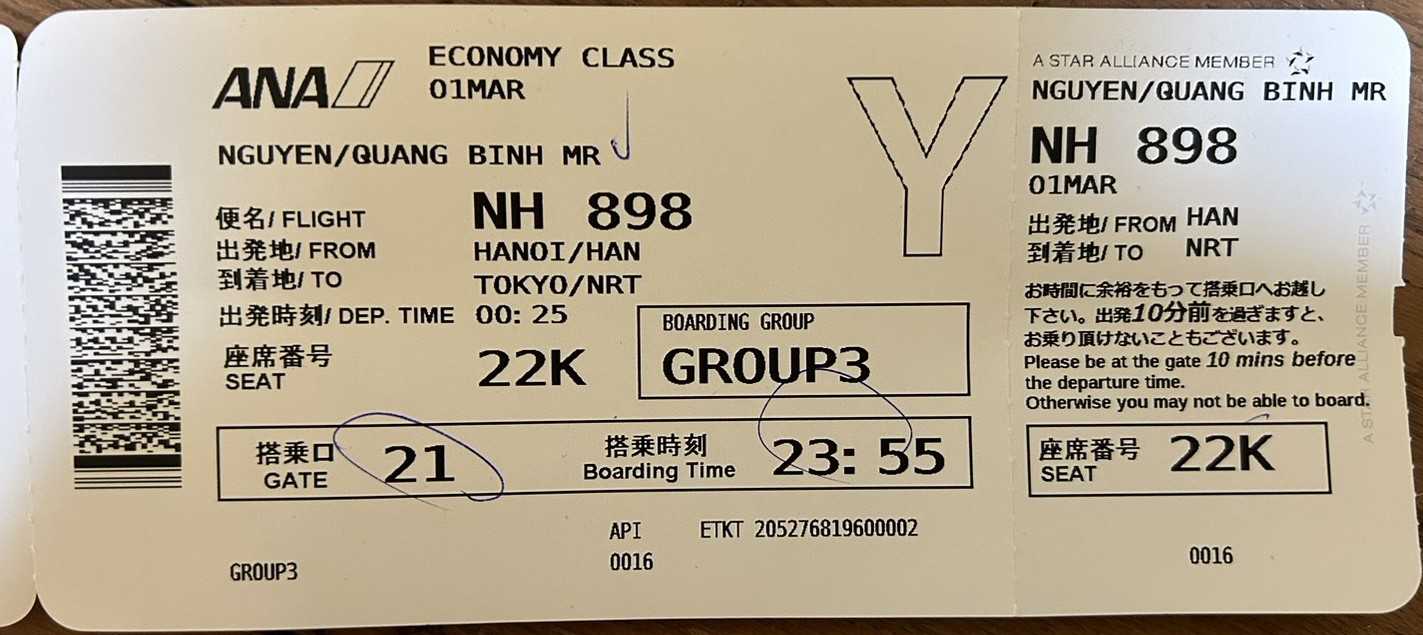 ANA
ECONOMY CLASS
01MAR
NGUYEN/QUANG BINH MR
Y
便名/ FLIGHT NH 898
出発地/ FROM HANOI/HAN
到着地/ TO TOKYO/NRT
出発時刻/ DEP. TIME 00: 25
座席番号
SEAT 22K
BOARDING GROUP
GROUP3
搭乗口
GATE 21
搭乗時刻
Boarding Time 23: 55
API ETKT 205276819600002
0016
GROUP3
A STAR ALLIANCE MEMBER
NGUYEN/QUANG BINH MR
NH 898
01MAR
出発地/ FROM HAN
到着地/ TO NRT
お時間に余裕をもって搭乗口へお越し
下さい。出発10分前を過ぎますと、
お乗り頂けないこともございます。
Please be at the gate 10 mins before
the departure time.
Otherwise you may not be able to board.
座席番号
SEAT 22K
0016
A STAR ALLIANCE MEMBER